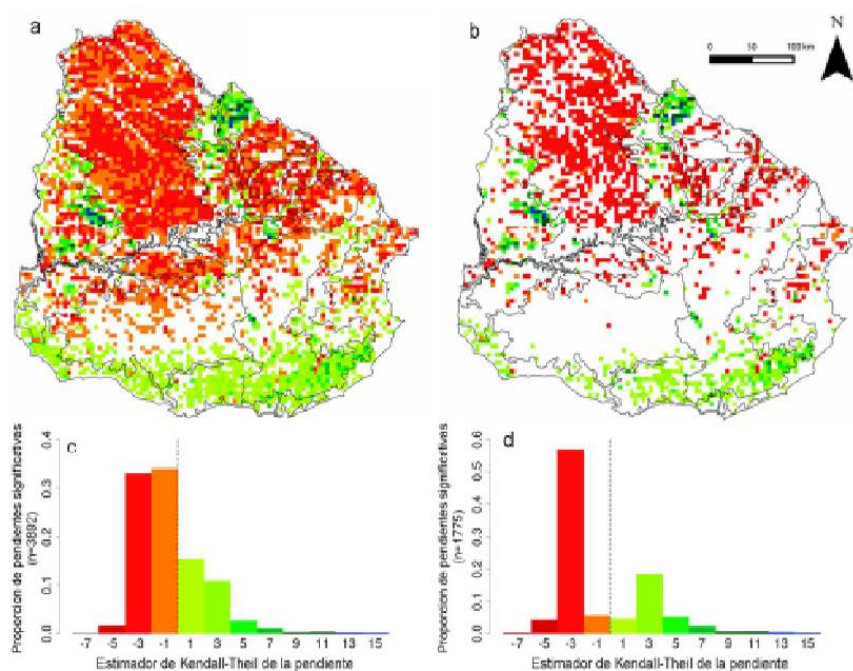 a
b
N
0 50 100 km
c
Proporcion de pendientes significativas
(n=3892)
0.0 0.1 0.2 0.3 0.4
-7 -5 -3 -1 1 3 5 7 9 11 13 15
Estimador de Kendall-Theil de la pendiente
d
Proporcion de pendientes significativas
(n=1775)
0.0 0.1 0.2 0.3 0.4 0.5 0.6
-7 -5 -3 -1 1 3 5 7 9 11 13 15
Estimador de Kendall-Theil de la pendiente